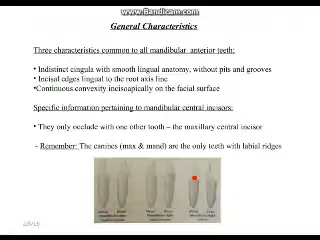 www.Bandicam.com
General Characteristics
Three characteristics common to all mandibular anterior teeth:
• Indistinct cingula with smooth lingual anatomy, without pits and grooves
• Incisal edges lingual to the root axis line
•Continuous convexity incisoapically on the facial surface
Specific information pertaining to mandibular central incisors:
• They only occlude with one other tooth – the maxillary central incisor
- Remember: The canines (max & mand) are the only teeth with labial ridges